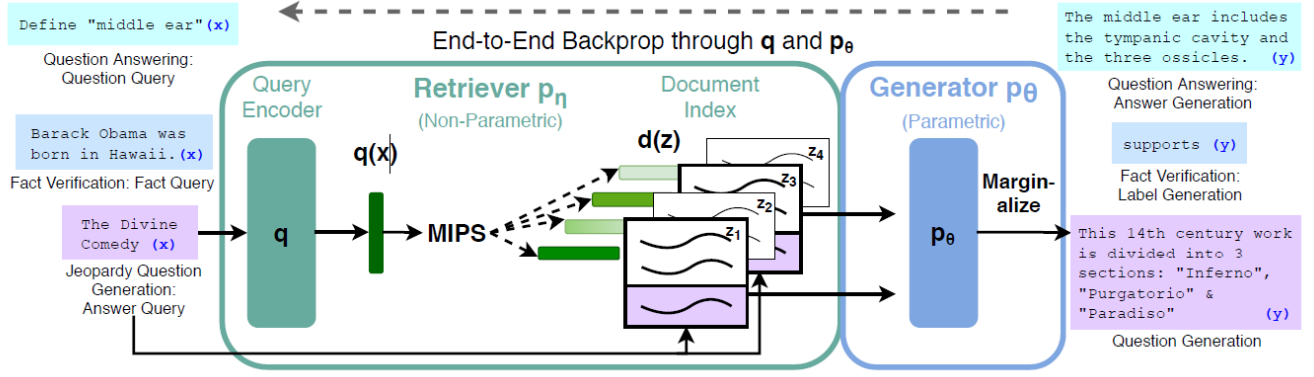 Define "middle ear" (x)
Question Answering:
Question Query
Barack Obama was
born in Hawaii. (x)
Fact Verification: Fact Query
The Divine
Comedy (x)
Jeopardy Question
Generation:
Answer Query
End-to-End Backprop through q and pθ
Query
Encoder
q
Retriever pη
(Non-Parametric)
q(x)
MIPS
Document
Index
d(z)
z4
z3
z2
z1
Generator pθ
(Parametric)
pθ
Margin-
alize
The middle ear includes
the tympanic cavity and
the three ossicles. (y)
Question Answering:
Answer Generation
supports (y)
Fact Verification:
Label Generation
This 14th century work
is divided into 3
sections: "Inferno",
"Purgatorio" &
"Paradiso" (y)
Question Generation